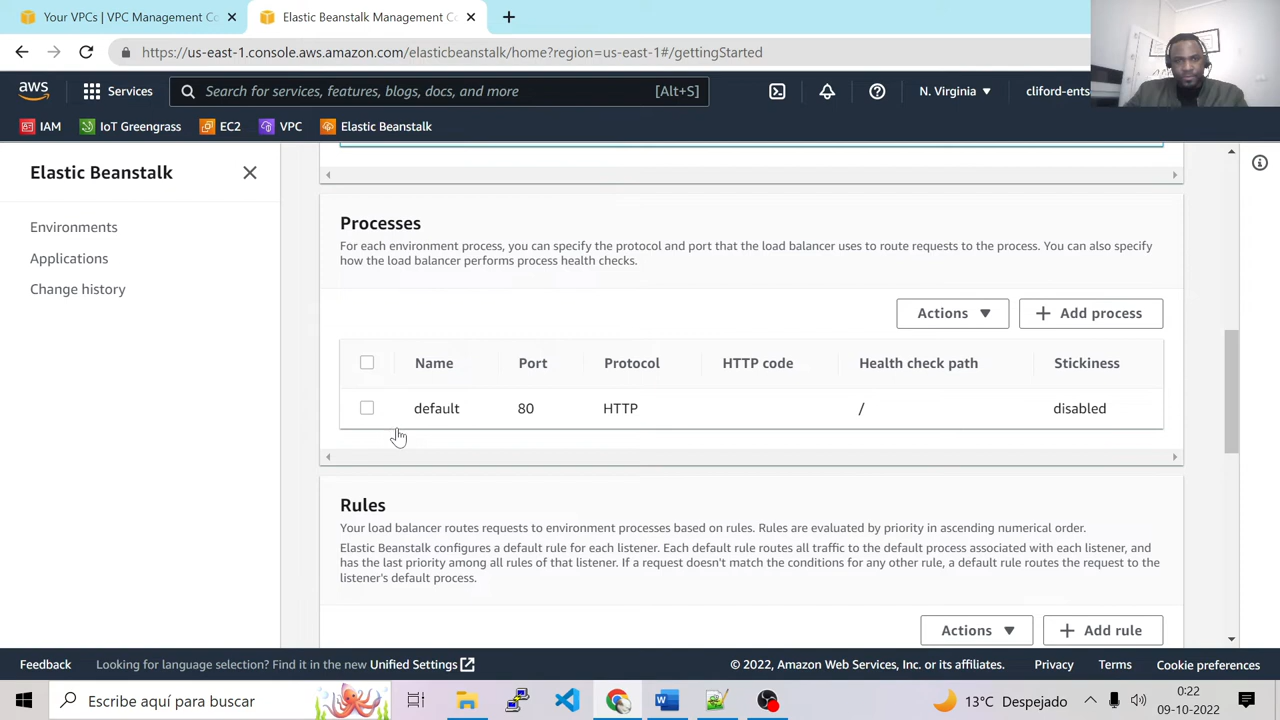 Your VPCs | VPC Management Co
Elastic Beanstalk Management Co
https://us-east-1.console.aws.amazon.com/elasticbeanstalk/home?region=us-east-1#/gettingStarted
aws
Services
Search for services, features, blogs, docs, and more
[Alt+S]
N. Virginia
cliford-ents
IAM
IoT Greengrass
EC2
VPC
Elastic Beanstalk
Elastic Beanstalk
Environments
Applications
Change history
Processes
For each environment process, you can specify the protocol and port that the load balancer uses to route requests to the process. You can also specify
how the load balancer performs process health checks.
Actions
Add process
Name Port Protocol HTTP code Health check path Stickiness
default 80 HTTP / disabled
Rules
Your load balancer routes requests to environment processes based on rules. Rules are evaluated by priority in ascending numerical order.
Elastic Beanstalk configures a default rule for each listener. Each default rule routes all traffic to the default process associated with each listener, and
has the last priority among all rules of that listener. If a request doesn't match the conditions for any other rule, a default rule routes the request to the
listener's default process.
Actions
Add rule
Feedback
Looking for language selection? Find it in the new Unified Settings
© 2022, Amazon Web Services, Inc. or its affiliates.
Privacy
Terms
Cookie preferences
Escribe aquí para buscar
13°C Despejado
0:22
09-10-2022